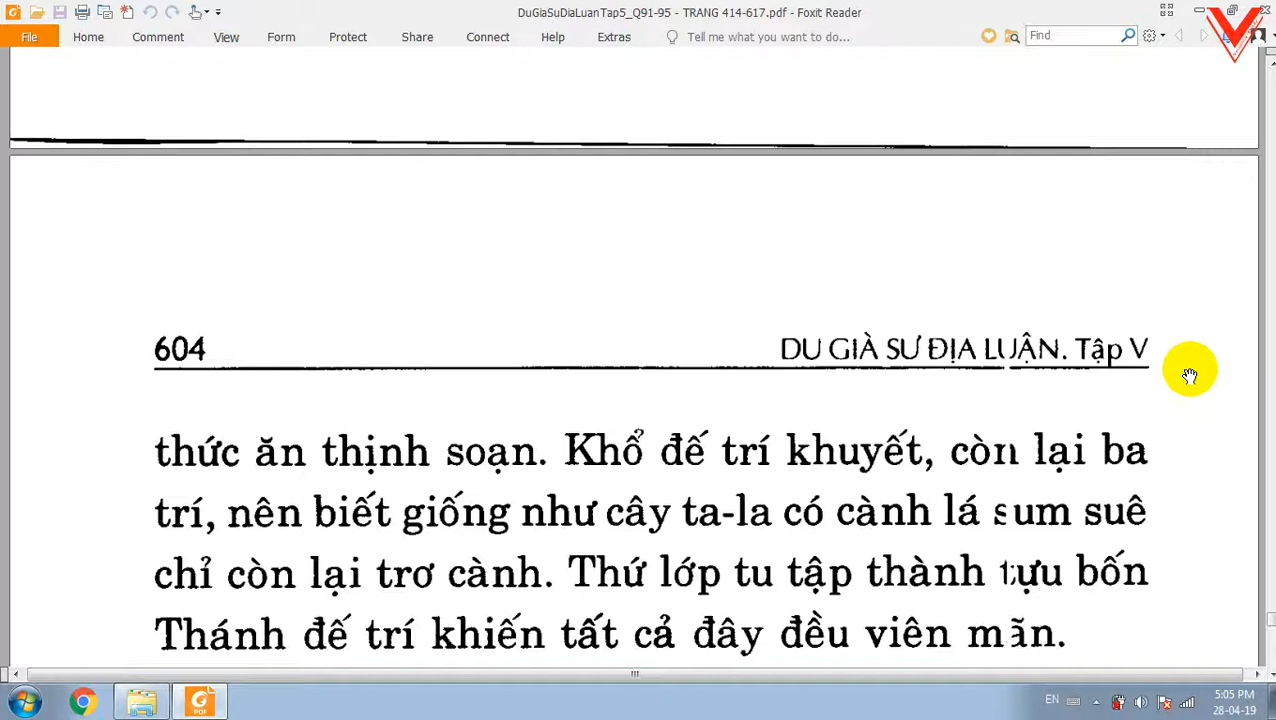 DuGiaSuDiaLuanTap5_Q91-95 - TRANG 414-617.pdf - Foxit Reader
File Home Comment View Form Protect Share Connect Help Extras Tell me what you want to do... Find
604 DU GIÀ SƯ ĐỊA LUẬN. Tập V
thức ăn thịnh soạn. Khổ đế trí khuyết, còn lại ba
trí, nên biết giống như cây ta-la có cành lá sum suê
chỉ còn lại trơ cành. Thứ lớp tu tập thành tựu bốn
Thánh đế trí khiến tất cả đây đều viên mãn.
EN 5:05 PM
28-04-19